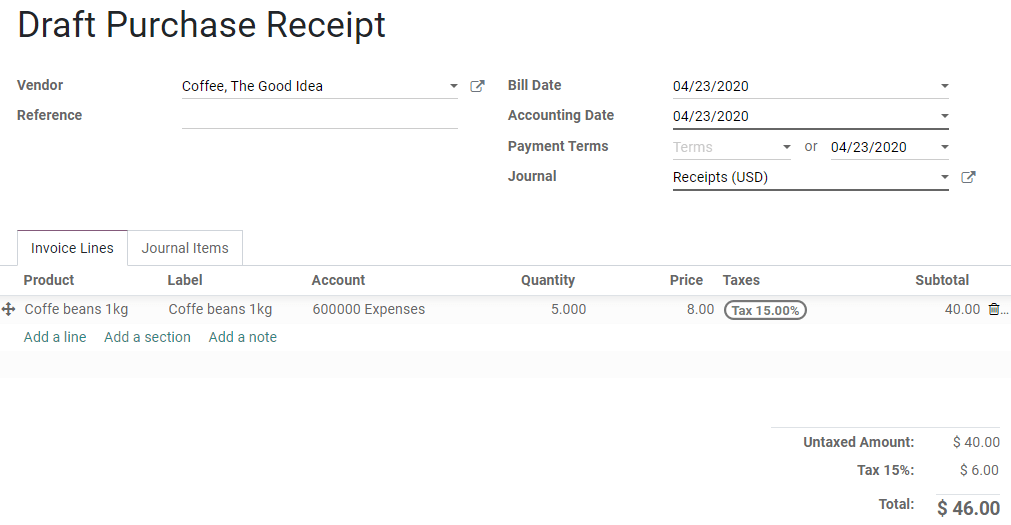 Draft Purchase Receipt
Vendor Coffee, The Good Idea Bill Date 04/23/2020
Reference Accounting Date 04/23/2020
Payment Terms Terms or 04/23/2020
Journal Receipts (USD)
Invoice Lines Journal Items
Product Label Account Quantity Price Taxes Subtotal
Coffe beans 1kg Coffe beans 1kg 600000 Expenses 5.000 8.00 Tax 15.00% 40.00 ...
Add a line Add a section Add a note
Untaxed Amount: $ 40.00
Tax 15%: $ 6.00
Total: $ 46.00